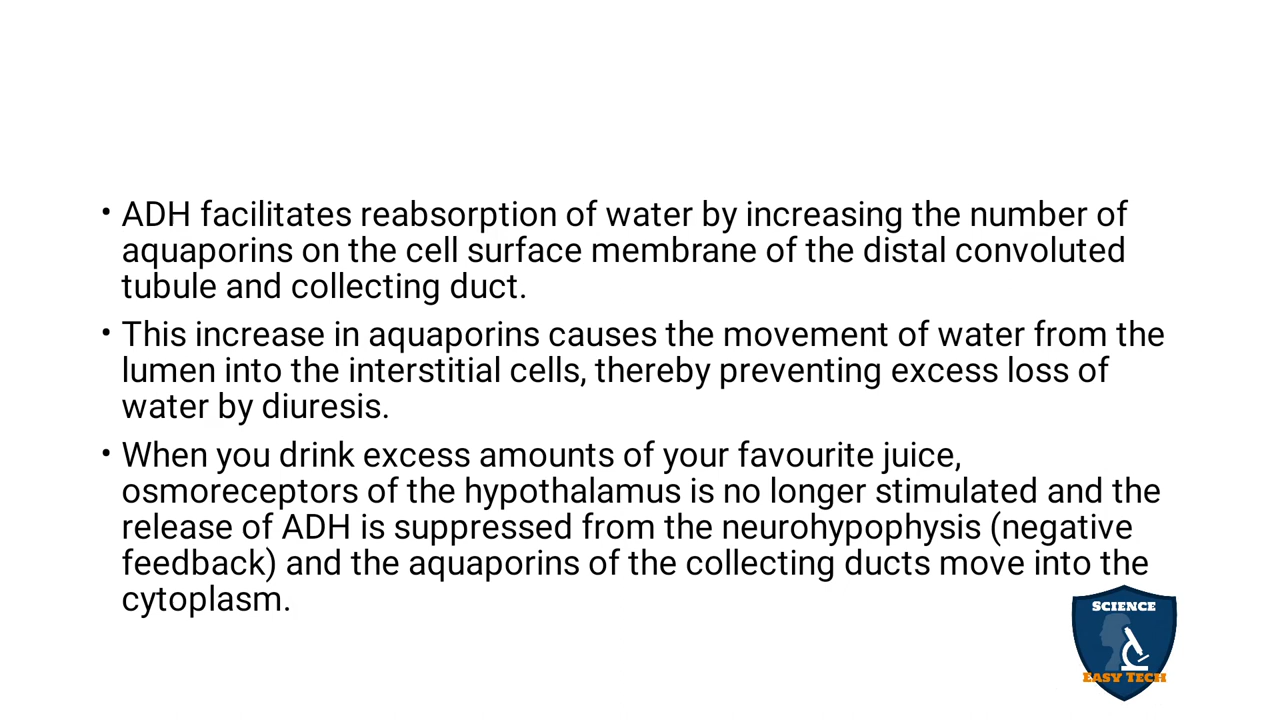 • ADH facilitates reabsorption of water by increasing the number of
aquaporins on the cell surface membrane of the distal convoluted
tubule and collecting duct.
• This increase in aquaporins causes the movement of water from the
lumen into the interstitial cells, thereby preventing excess loss of
water by diuresis.
• When you drink excess amounts of your favourite juice,
osmoreceptors of the hypothalamus is no longer stimulated and the
release of ADH is suppressed from the neurohypophysis (negative
feedback) and the aquaporins of the collecting ducts move into the
cytoplasm.
SCIENCE
EASY TECH